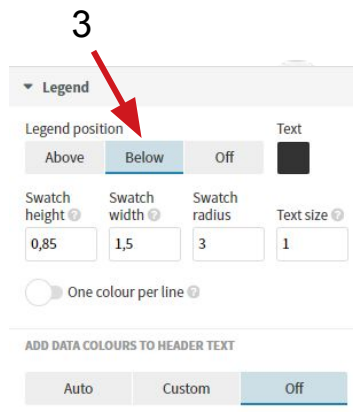 3
Legend
Legend position Text
Above Below Off
Swatch height ? Swatch width ? Swatch radius Text size ?
0,85 1,5 3 1
One colour per line ?
ADD DATA COLOURS TO HEADER TEXT
Auto Custom Off